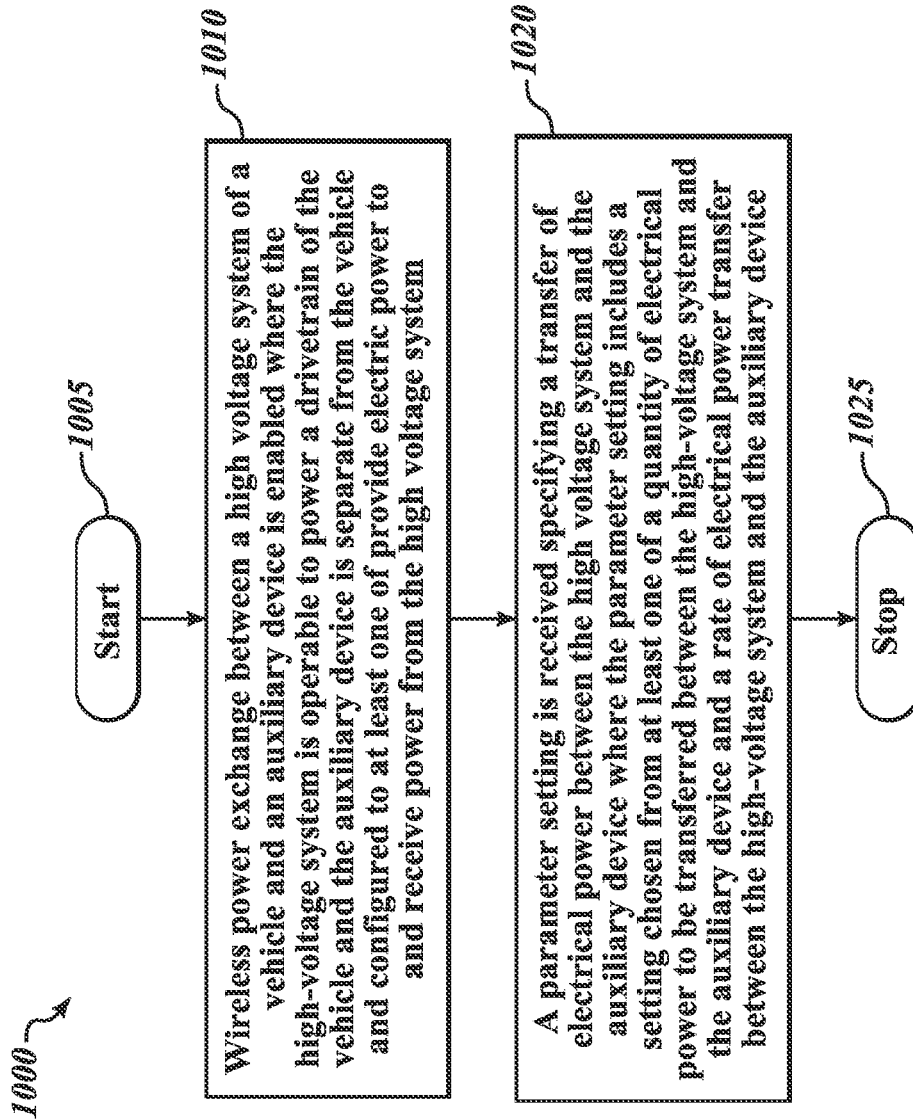 1000
Start
1005
Wireless power exchange between a high voltage system of a
vehicle and an auxiliary device is enabled where the
high-voltage system is operable to power a drivetrain of the
vehicle and the auxiliary device is separate from the vehicle
and configured to at least one of provide electric power to
and receive power from the high voltage system
1010
A parameter setting is received specifying a transfer of
electrical power between the high voltage system and the
auxiliary device where the parameter setting includes a
setting chosen from at least one of a quantity of electrical
power to be transferred between the high-voltage system and
the auxiliary device and a rate of electrical power transfer
between the high-voltage system and the auxiliary device
1020
Stop
1025